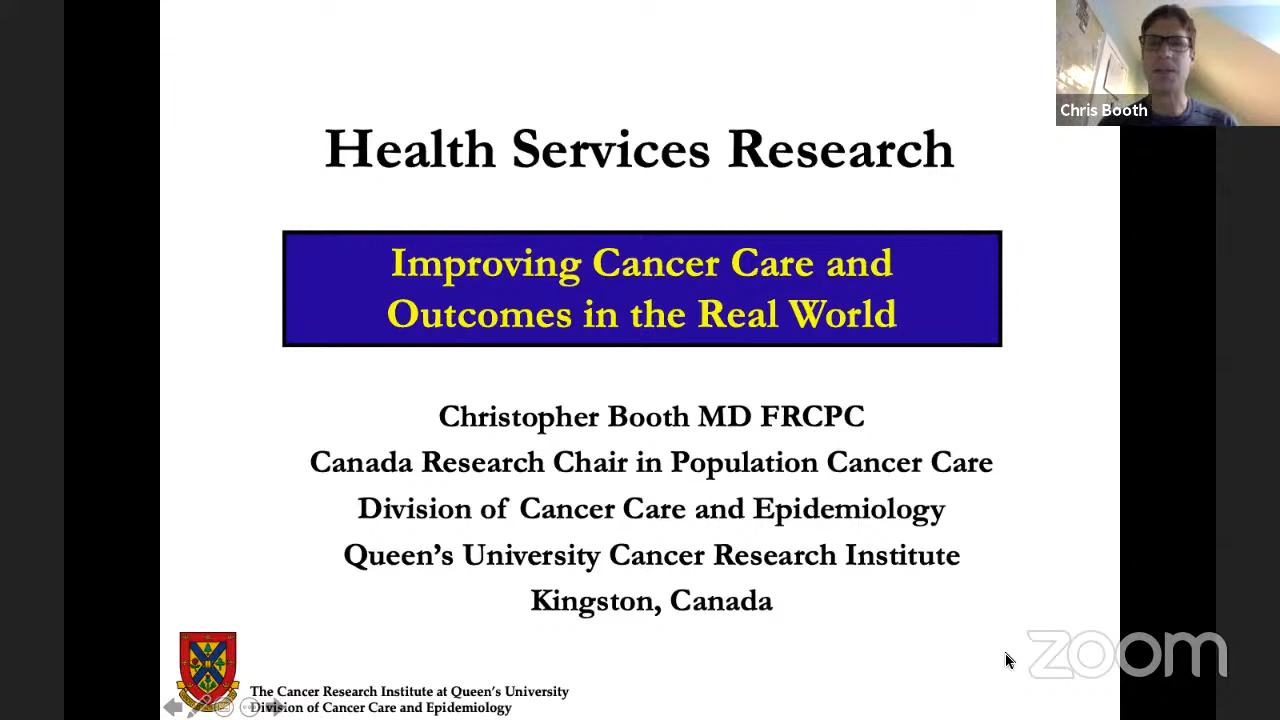 Chris Booth
Health Services Research
Improving Cancer Care and
Outcomes in the Real World
Christopher Booth MD FRCPC
Canada Research Chair in Population Cancer Care
Division of Cancer Care and Epidemiology
Queen's University Cancer Research Institute
Kingston, Canada
zoom
The Cancer Research Institute at Queen's University
Division of Cancer Care and Epidemiology